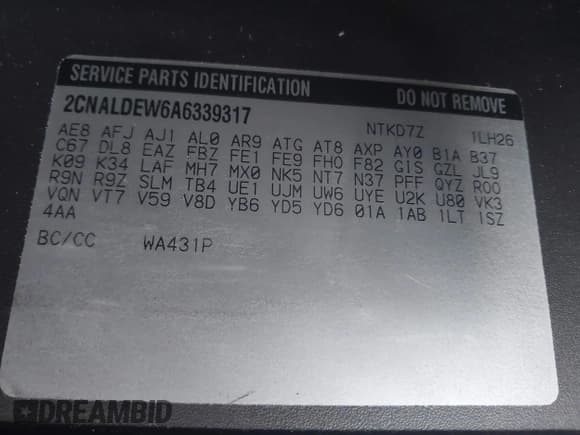 SERVICE PARTS IDENTIFICATION DO NOT REMOVE
2CNALDEW6A6339317 NTKD7Z 1LH26
AE8 AFJ AJ1 AL0 AR9 ATG AT8 AXP AY0 B1A B37
C67 DL8 EAZ FBZ FE1 FE9 FHO F82 G1S GZL JL9
K09 K34 LAF MH7 MX0 NK5 NT7 N37 PFF QYZ ROO
R9N R9Z SLM TB4 UE1 UJM UW6 UYE U2K U80 VK3
VQN VT7 V59 V8D YB6 YD5 YD6 01A 1AB 1LT 1SZ
4AA
BC/CC WA431P
DREAMBID